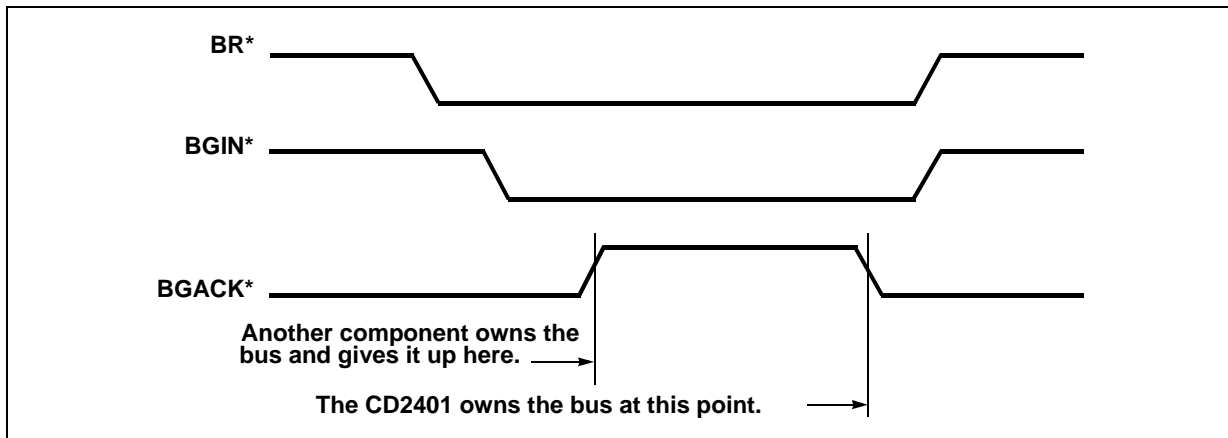 BR*
BGIN*
BGACK*
Another component owns the
bus and gives it up here.
The CD2401 owns the bus at this point.